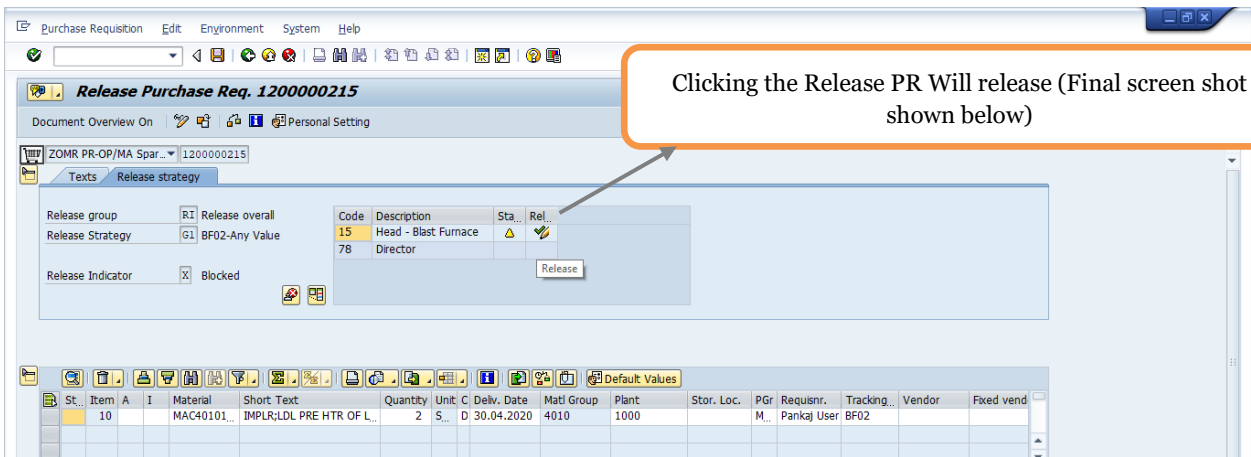 Purchase Requisition Edit Environment System Help
Clicking the Release PR Will release (Final screen shot
shown below)
Release Purchase Req. 1200000215
Document Overview On Personal Setting
ZOMR PR-OP/MA Spar... 1200000215
Texts Release strategy
Release group RI Release overall
Code Description Sta... Rel...
Release Strategy G1 BF02-Any Value
15 Head - Blast Furnace
78 Director
Release Indicator X Blocked
Release
Default Values
St... Item A I Material Short Text Quantity Unit C Deliv. Date Matl Group Plant Stor. Loc. PGr Requisnr. Tracking... Vendor Fixed vend
10 MAC40101... IMPLR;LDL PRE HTR OF L... 2 S... D 30.04.2020 4010 1000 M... Pankaj User BF02